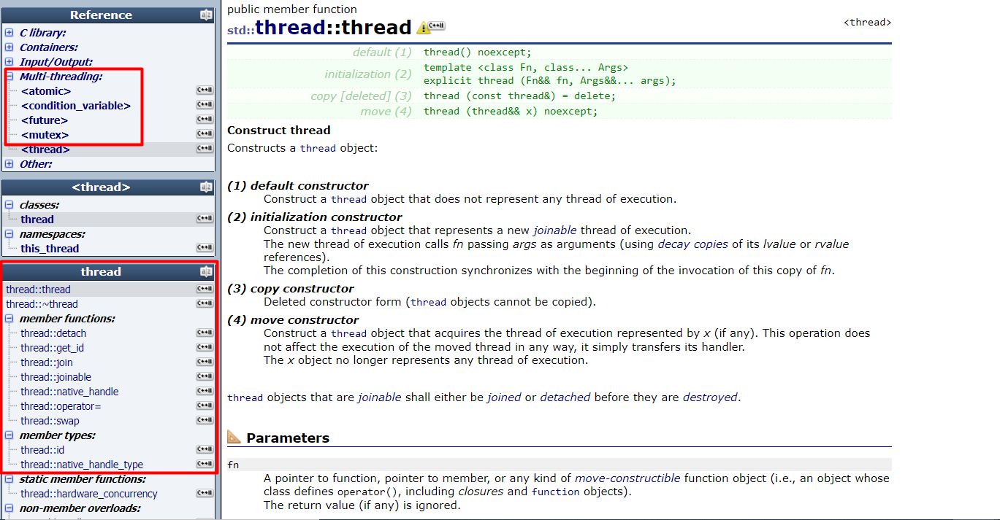 Reference
C library:
Containers:
Input/Output:
Multi-threading:
<atomic>
C++11
<condition_variable>
C++11
<future>
C++11
<mutex>
C++11
<thread>
C++11
Other:
<thread>
classes:
thread
C++11
namespaces:
this_thread
C++11
thread
thread::thread
C++11
thread::~thread
C++11
member functions:
thread::detach
C++11
thread::get_id
C++11
thread::join
C++11
thread::joinable
C++11
thread::native_handle
C++11
thread::operator=
C++11
thread::swap
C++11
member types:
thread::id
C++11
thread::native_handle_type
C++11
static member functions:
thread::hardware_concurrency
C++11
non-member overloads:
public member function
<thread>
std::thread::thread
C++11
default (1) thread() noexcept;
initialization (2) template <class Fn, class... Args>
explicit thread (Fn&& fn, Args&&... args);
copy [deleted] (3) thread (const thread&) = delete;
move (4) thread (thread&& x) noexcept;
Construct thread
Constructs a thread object:
(1) default constructor
Construct a thread object that does not represent any thread of execution.
(2) initialization constructor
Construct a thread object that represents a new joinable thread of execution.
The new thread of execution calls fn passing args as arguments (using decay copies of its lvalue or rvalue
references).
The completion of this construction synchronizes with the beginning of the invocation of this copy of fn.
(3) copy constructor
Deleted constructor form (thread objects cannot be copied).
(4) move constructor
Construct a thread object that acquires the thread of execution represented by x (if any). This operation does
not affect the execution of the moved thread in any way, it simply transfers its handler.
The x object no longer represents any thread of execution.
thread objects that are joinable shall either be joined or detached before they are destroyed.
Parameters
fn
A pointer to function, pointer to member, or any kind of move-constructible function object (i.e., an object whose
class defines operator(), including closures and function objects).
The return value (if any) is ignored.